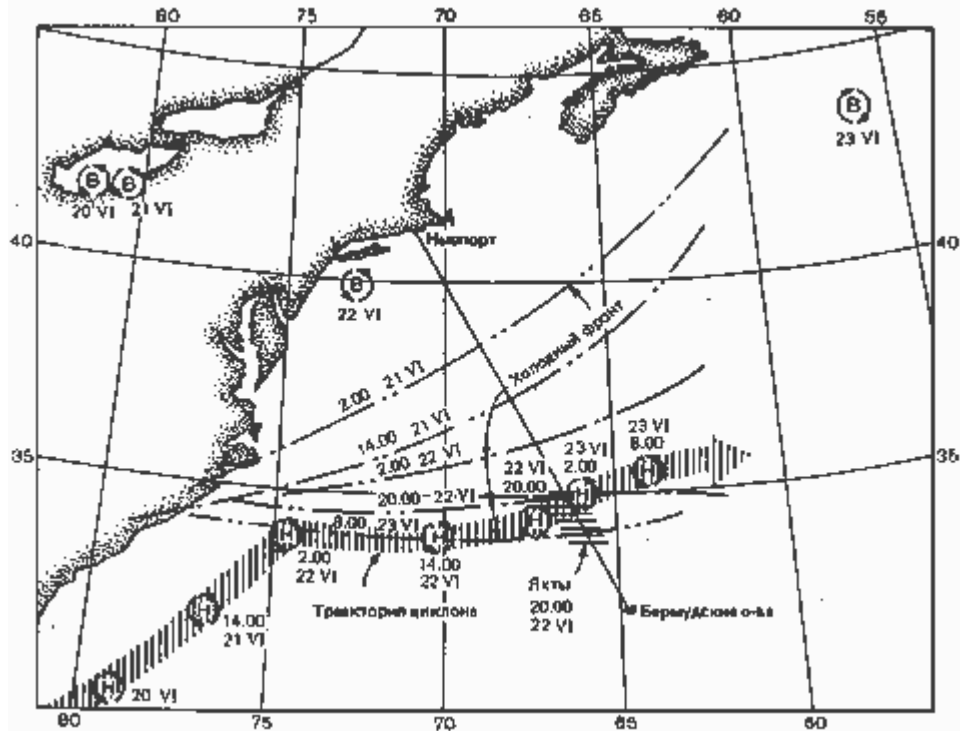 80 75 70 65 60 55
В
23 VI
В В
20 VI 21 VI
40 Ньюпорт 40
В
22 VI
Холодный фронт
2.00 21 VI
14.00 21 VI
2.00 22 VI
23 VI
8.00
23 VI
2.00
22 VI
20.00
35 35
20.00-22 VI
Н
Н
8.00 23 VI
Н Н Н
2.00
22 VI
14.00
22 VI
Яхты
20.00
22 VI
Траектория циклона
Бермудские о-ва
Н
14.00
21 VI
Н 20 VI
80 75 70 65 60